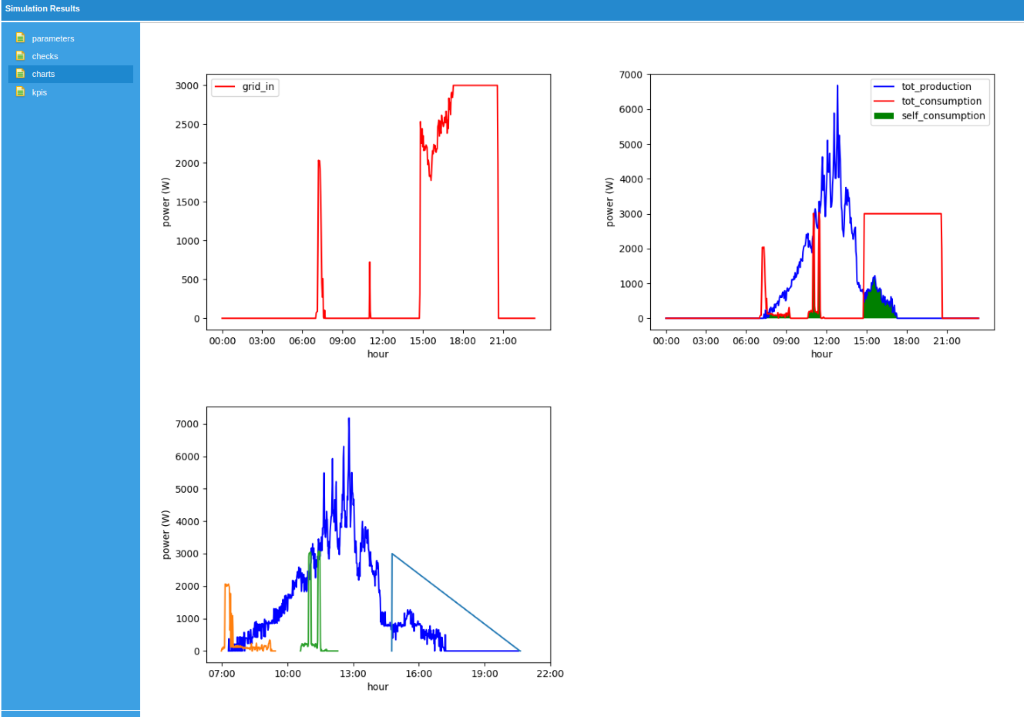 Simulation Results
parameters
checks
charts
kpis
grid_in
3000
2500
2000
1500
1000
500
0
power (W)
00:00 03:00 06:00 09:00 12:00 15:00 18:00 21:00
hour
tot_production
tot_consumption
self_consumption
7000
6000
5000
4000
3000
2000
1000
0
power (W)
00:00 03:00 06:00 09:00 12:00 15:00 18:00 21:00
hour
7000
6000
5000
4000
3000
2000
1000
0
power (W)
07:00 10:00 13:00 16:00 19:00 22:00
hour